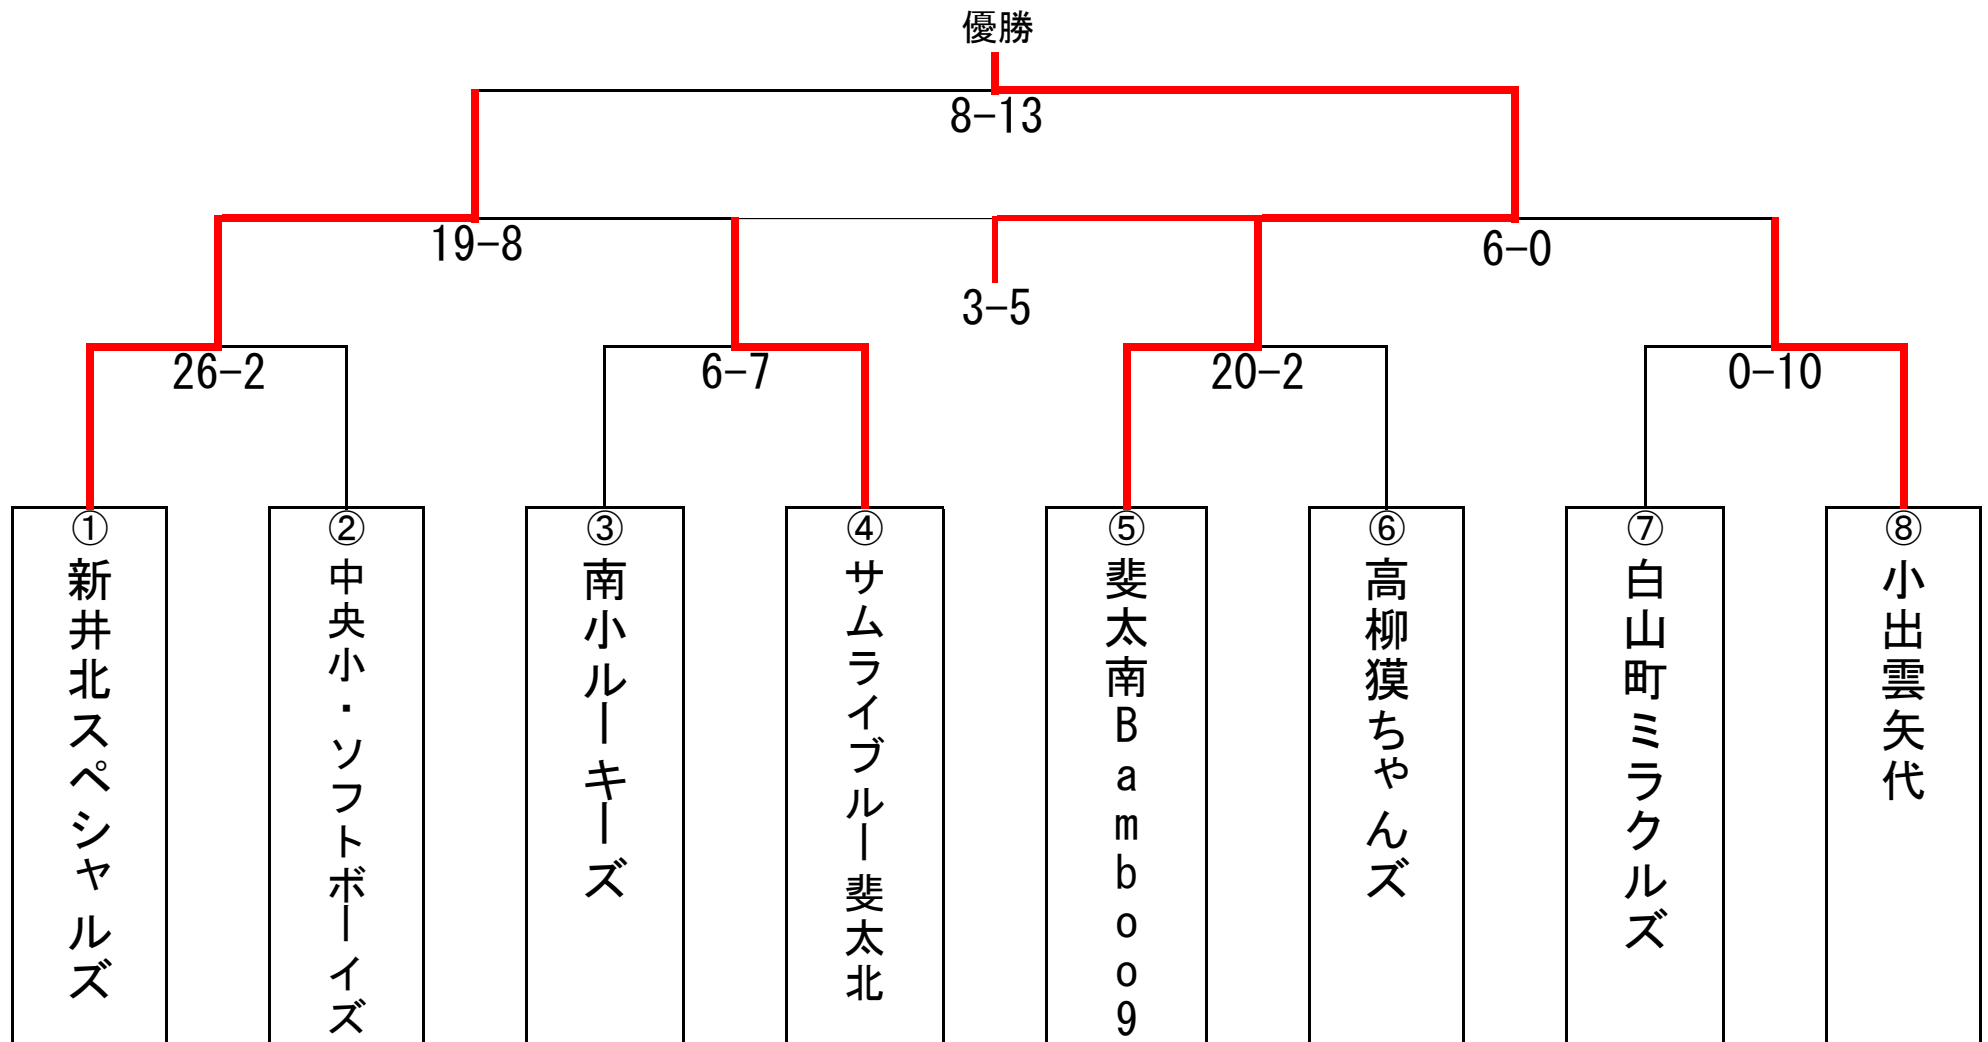 優勝
8-13
19-8
6-0
3-5
26-2
6-7
20-2
0-10
①新井北スペシャルズ
②中央小・ソフトボーイズ
③南小ルーキーズ
④サムライブルー斐太北
⑤斐太南Bamboo9
⑥高柳獏ちゃんズ
⑦白山町ミラクルズ
⑧小出雲矢代